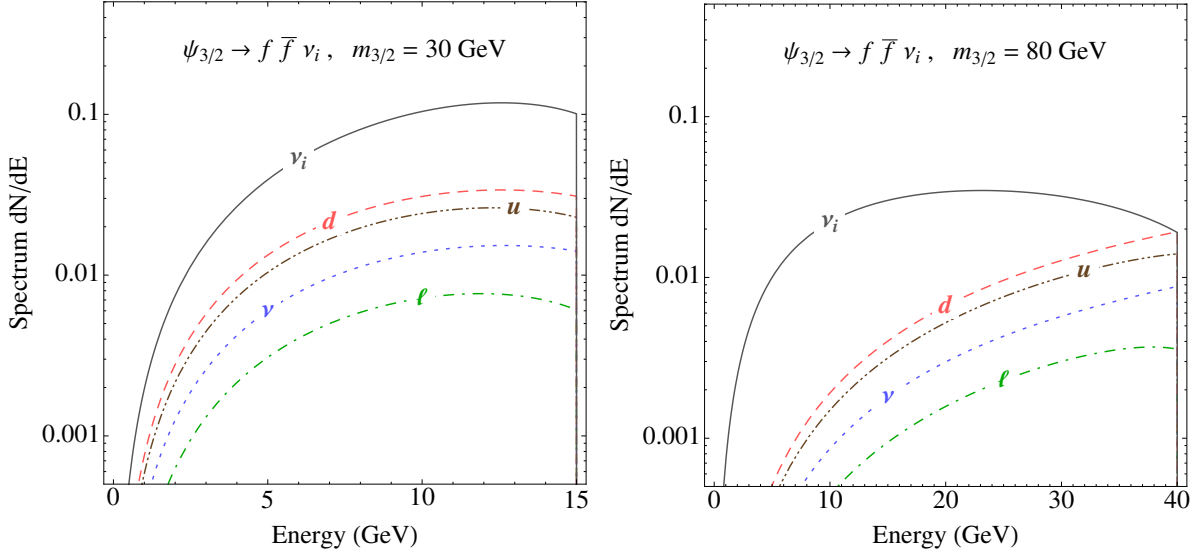 ψ3/2 → f f̅ νi , m3/2 = 30 GeV
Spectrum dN/dE
0.1
0.01
0.001
νi
d
u
ν
ℓ
0 5 10 15
Energy (GeV)
ψ3/2 → f f̅ νi , m3/2 = 80 GeV
Spectrum dN/dE
0.1
0.01
0.001
νi
u
d
ν
ℓ
0 10 20 30 40
Energy (GeV)